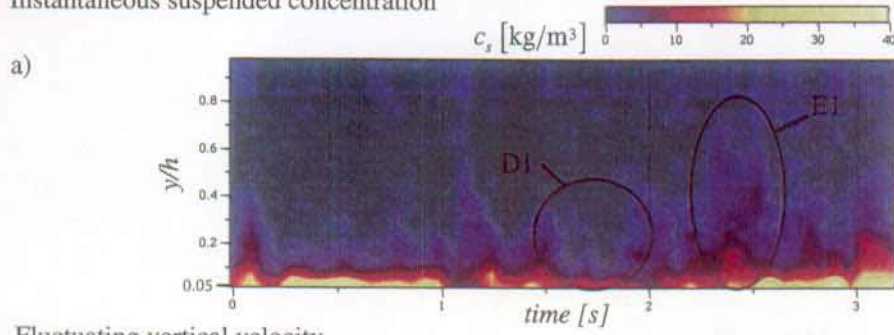 Instantaneous suspended concentration
c_s [kg/m³]
0 10 20 30 40
a)
y/h
0.8
0.6
0.4
0.2
0.05
D1
E1
0 1 2 3
time [s]
Fluctuating vertical velocity